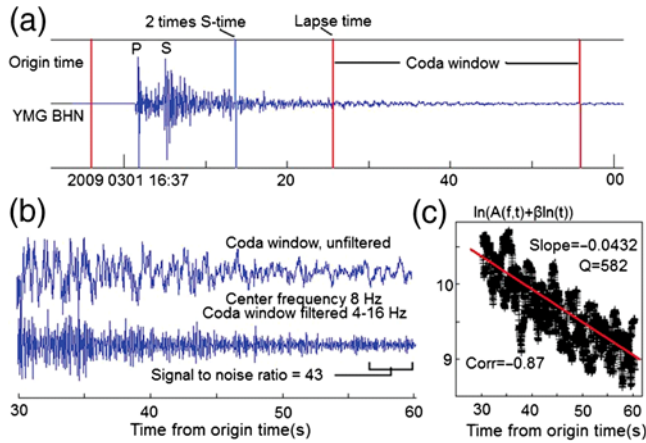 (a)
2 times S-time
Lapse time
Origin time
P
S
Coda window
YMG BHN
2009 0301 16:37
20
40
00
(b)
Coda window, unfiltered
Center frequency 8 Hz
Coda window filtered 4-16 Hz
Signal to noise ratio = 43
30
40
50
60
Time from origin time(s)
(c)
ln(A(f,t)+βln(t))
Slope=-0.0432
Q=582
10
9
Corr=-0.87
30
40
50
60
Time from origin time(s)